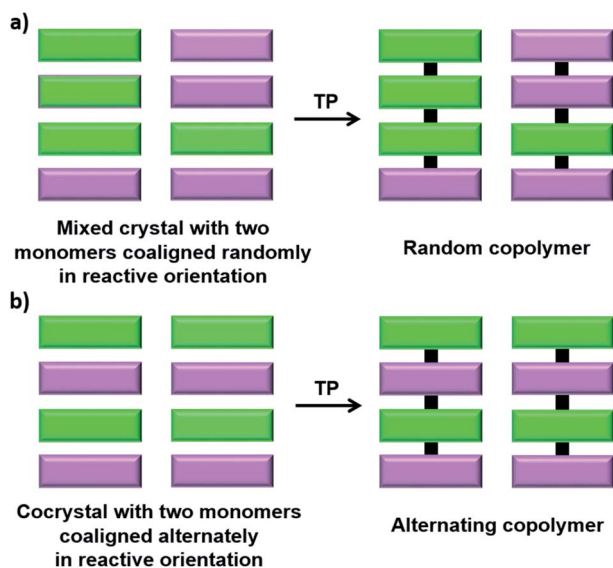 a)
TP
Mixed crystal with two
monomers coaligned randomly
in reactive orientation
Random copolymer
b)
TP
Cocrystal with two monomers
coaligned alternately
in reactive orientation
Alternating copolymer